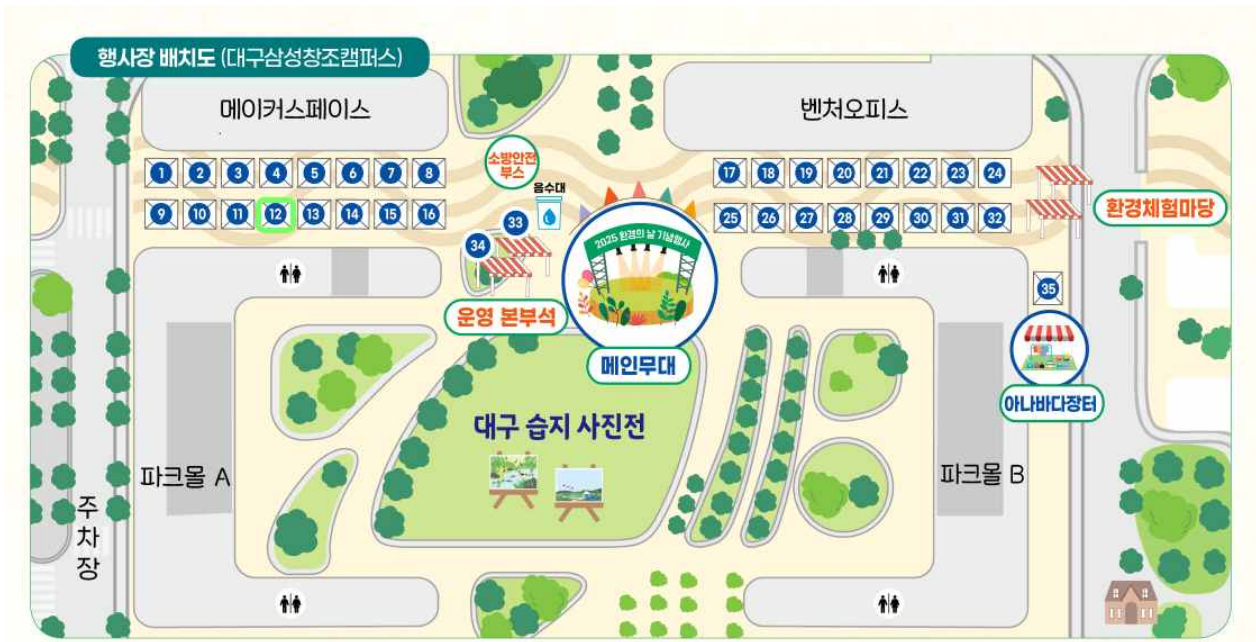 행사장 배치도 (대구삼성창조캠퍼스)
메이커스페이스
벤처오피스
1 2 3 4 5 6 7 8
소방안전
부스
17 18 19 20 21 22 23 24
음수대
9 10 11 12 13 14 15 16
33
25 26 27 28 29 30 31 32
환경체험마당
34
2025 환경의 날 기념행사
35
운영 본부석
메인무대
아나바다장터
대구 습지 사진전
파크몰 A
파크몰 B
주차장